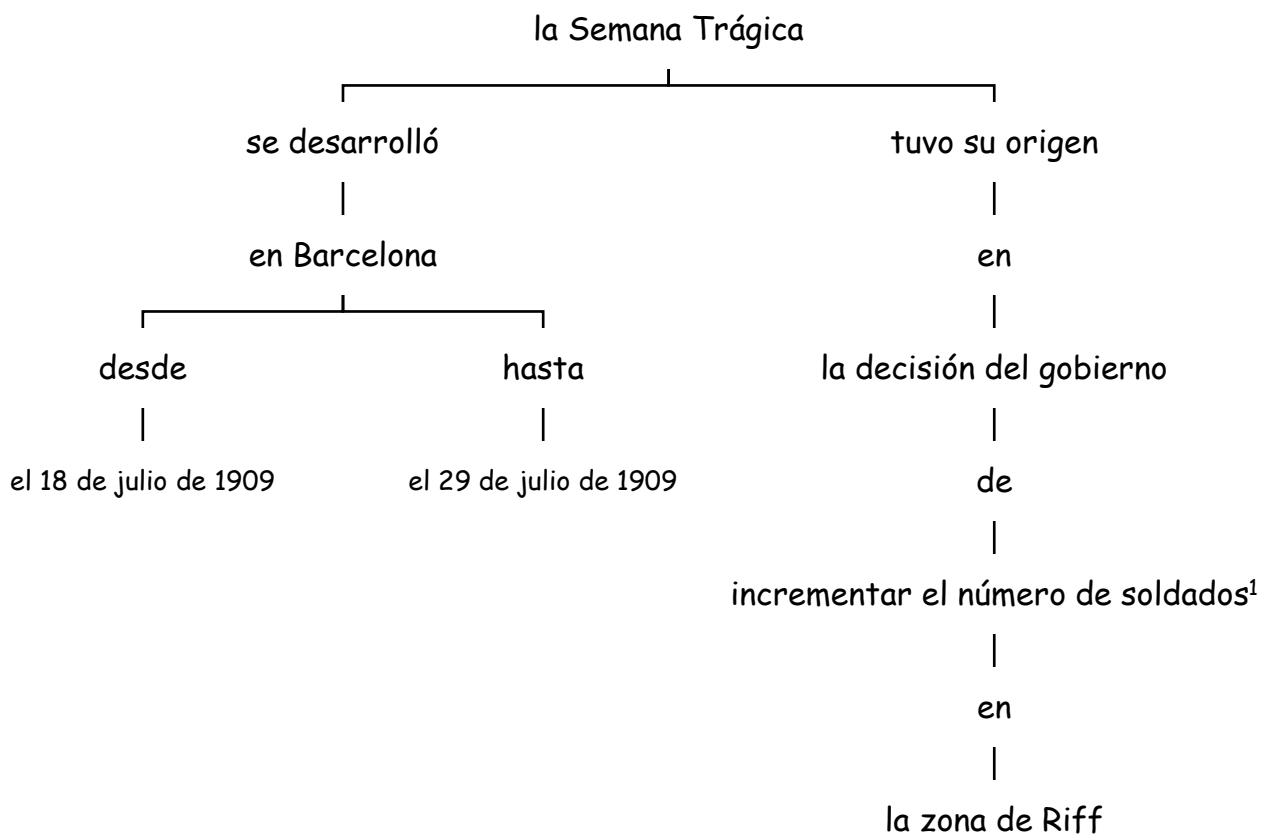 la Semana Trágica
se desarrolló
tuvo su origen
en Barcelona
en
desde
hasta
la decisión del gobierno
el 18 de julio de 1909
el 29 de julio de 1909
de
incrementar el número de soldados¹
en
la zona de Riff